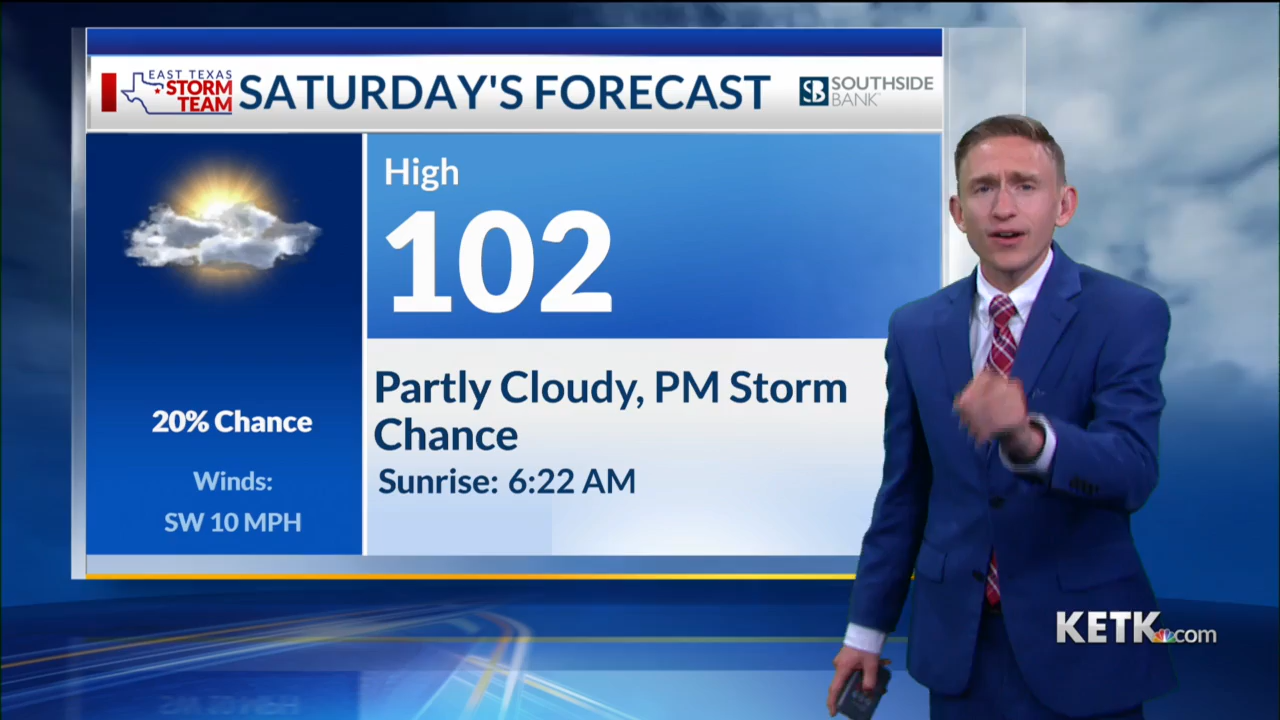 EAST TEXAS
STORM
TEAM
SATURDAY'S FORECAST
SOUTHSIDE
BANK
High
102
Partly Cloudy, PM Storm
Chance
Sunrise: 6:22 AM
20% Chance
Winds:
SW 10 MPH
KETK.com